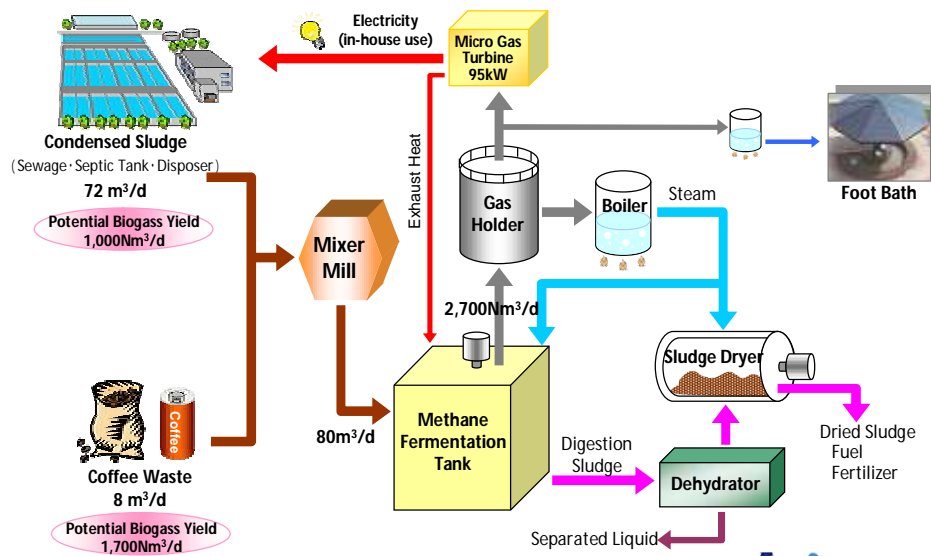 Electricity
(in-house use)
Micro Gas
Turbine
95kW
Condensed Sludge
(Sewage·Septic Tank·Disposer)
72 m³/d
Potential Biogass Yield
1,000Nm³/d
Exhaust Heat
Gas
Holder
Boiler
Steam
Foot Bath
Mixer
Mill
2,700Nm³/d
Sludge Dryer
Coffee
Coffee Waste
8 m³/d
Potential Biogass Yield
1,700Nm³/d
80m³/d
Methane
Fermentation
Tank
Digestion
Sludge
Dehydrator
Dried Sludge
Fuel
Fertilizer
Separated Liquid